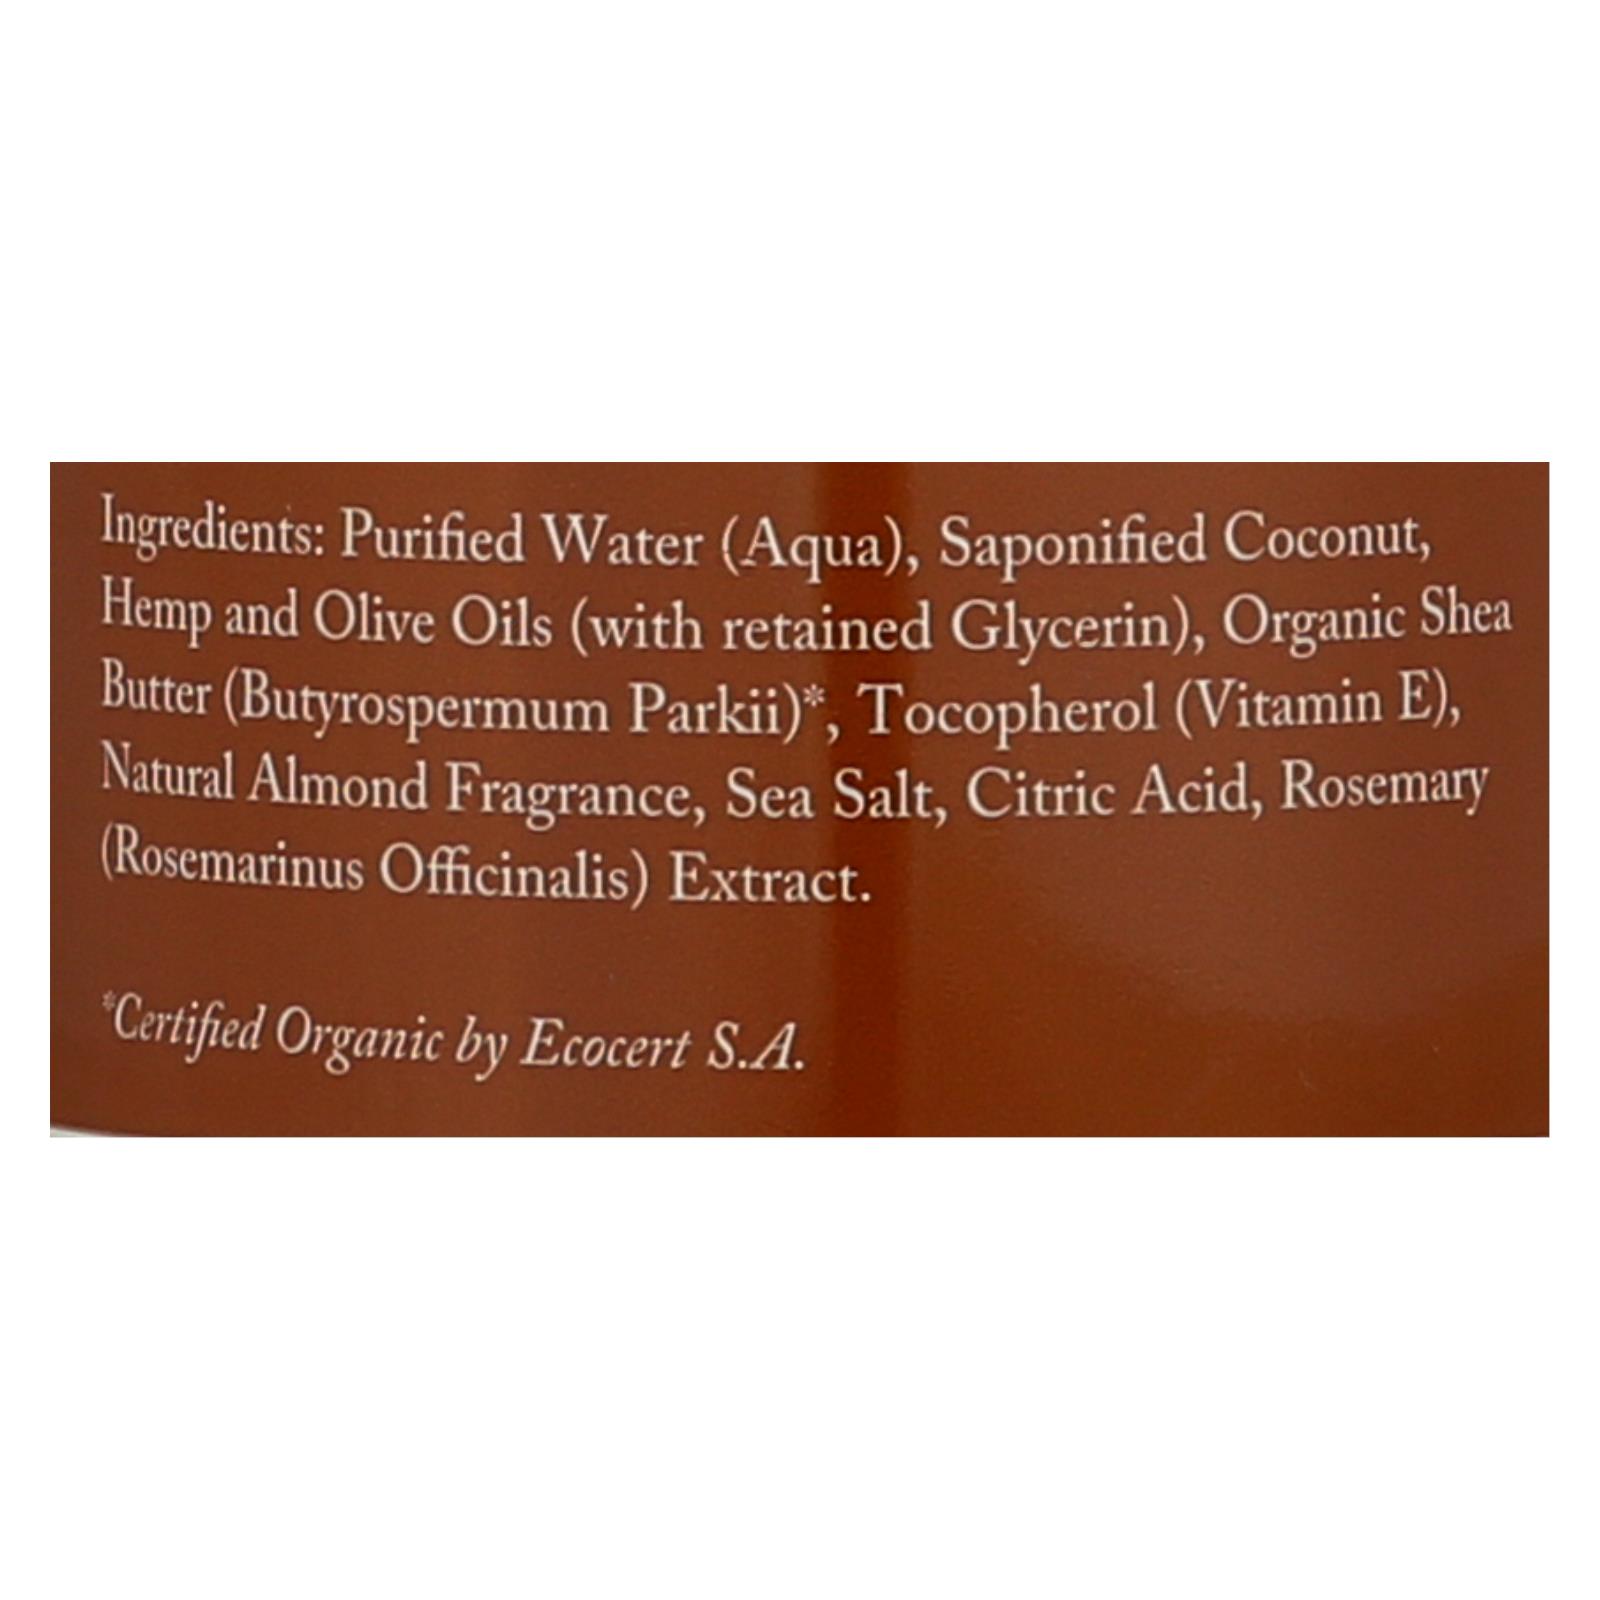 Ingredients: Purified Water (Aqua), Saponified Coconut,
Hemp and Olive Oils (with retained Glycerin), Organic Shea
Butter (Butyrospermum Parkii)*, Tocopherol (Vitamin E),
Natural Almond Fragrance, Sea Salt, Citric Acid, Rosemary
(Rosemarinus Officinalis) Extract.
*Certified Organic by Ecocert S.A.